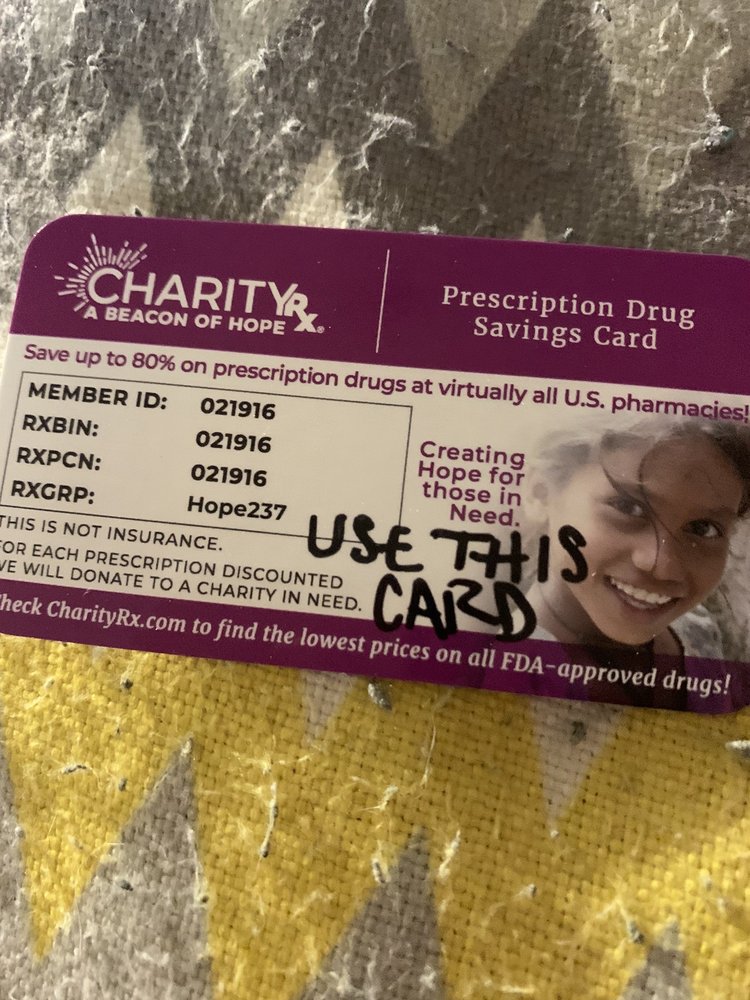 CHARITYRx®
A BEACON OF HOPE
Prescription Drug
Savings Card
Save up to 80% on prescription drugs at virtually all U.S. pharmacies!
MEMBER ID: 021916
RXBIN: 021916
RXPCN: 021916
RXGRP: Hope237
Creating
Hope for
those in
Need.
THIS IS NOT INSURANCE.
FOR EACH PRESCRIPTION DISCOUNTED
WE WILL DONATE TO A CHARITY IN NEED.
USE THIS
CARD
Check CharityRx.com to find the lowest prices on all FDA-approved drugs!